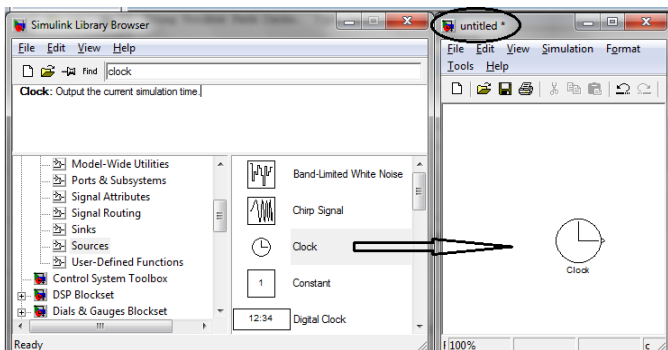 Simulink Library Browser
File Edit View Help
Find clock
Clock: Output the current simulation time.
Model-Wide Utilities
Ports & Subsystems
Signal Attributes
Signal Routing
Sinks
Sources
User-Defined Functions
Control System Toolbox
DSP Blockset
Dials & Gauges Blockset
Band-Limited White Noise
Chirp Signal
Clock
1 Constant
12:34 Digital Clock
Ready
untitled *
File Edit View Simulation Format
Tools Help
Clock
100%